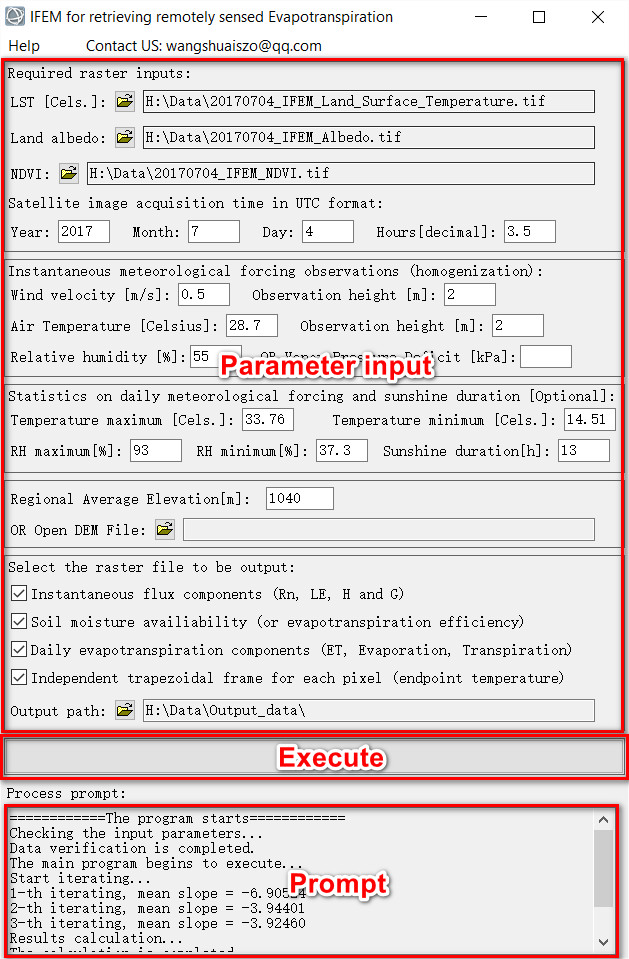 IFEM for retrieving remotely sensed Evapotranspiration
Help Contact US: wangshuaiszo@qq.com
Required raster inputs:
LST [Cels.]: H:\Data\20170704_IFEM_Land_Surface_Temperature.tif
Land albedo: H:\Data\20170704_IFEM_Albedo.tif
NDVI: H:\Data\20170704_IFEM_NDVI.tif
Satellite image acquisition time in UTC format:
Year: 2017 Month: 7 Day: 4 Hours[decimal]: 3.5
Instantaneous meteorological forcing observations (homogenization):
Wind velocity [m/s]: 0.5 Observation height [m]: 2
Air Temperature [Celsius]: 28.7 Observation height [m]: 2
Relative humidity [%]: 55 OR Vapor Pressure Deficit [kPa]:
Parameter input
Statistics on daily meteorological forcing and sunshine duration [Optional]:
Temperature maximum [Cels.]: 33.76 Temperature minimum [Cels.]: 14.51
RH maximum[%]: 93 RH minimum[%]: 37.3 Sunshine duration[h]: 13
Regional Average Elevation[m]: 1040
OR Open DEM File:
Select the raster file to be output:
Instantaneous flux components (Rn, LE, H and G)
Soil moisture availiability (or evapotranspiration efficiency)
Daily evapotranspiration components (ET, Evaporation, Transpiration)
Independent trapezoidal frame for each pixel (endpoint temperature)
Output path: H:\Data\Output_data\
Execute
Process prompt:
============The program starts============
Checking the input parameters...
Data verification is completed.
The main program begins to execute...
Start iterating...
Prompt
1-th iterating, mean slope =
2-th iterating, mean slope = -3.94401
3-th iterating, mean slope = -3.92460
Results calculation...
The calculation is completed